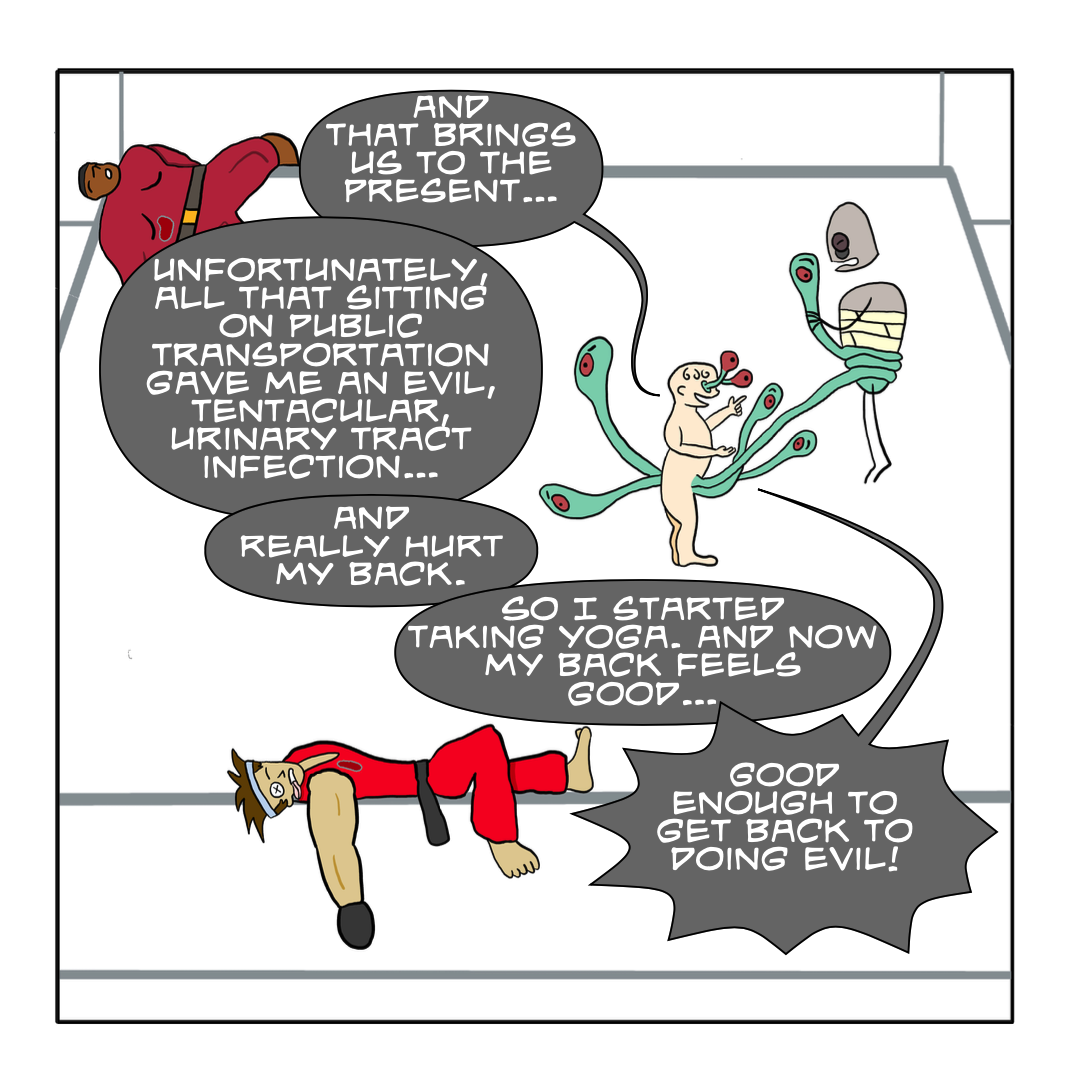 AND
THAT BRINGS
US TO THE
PRESENT...
UNFORTUNATELY,
ALL THAT SITTING
ON PUBLIC
TRANSPORTATION
GAVE ME AN EVIL,
TENTACULAR,
URINARY TRACT
INFECTION...
AND
REALLY HURT
MY BACK.
SO I STARTED
TAKING YOGA. AND NOW
MY BACK FEELS
GOOD...
GOOD
ENOUGH TO
GET BACK TO
DOING EVIL!